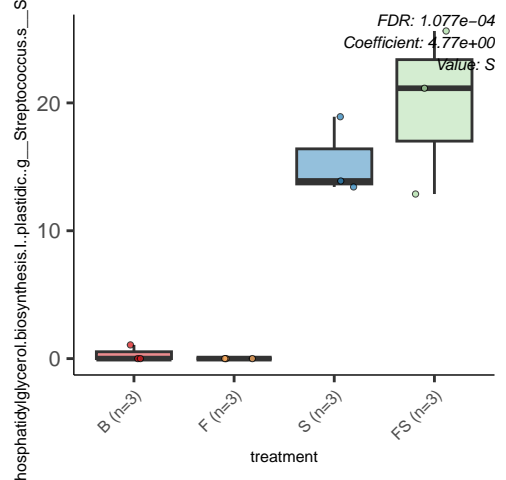 FDR: 1.077e−04
Coefficient: 4.77e+00
Value: S
hosphatidylglycerol.biosynthesis.I..plastidic..g__Streptococcus.s__S
20
10
0
B (n=3)
F (n=3)
S (n=3)
FS (n=3)
treatment